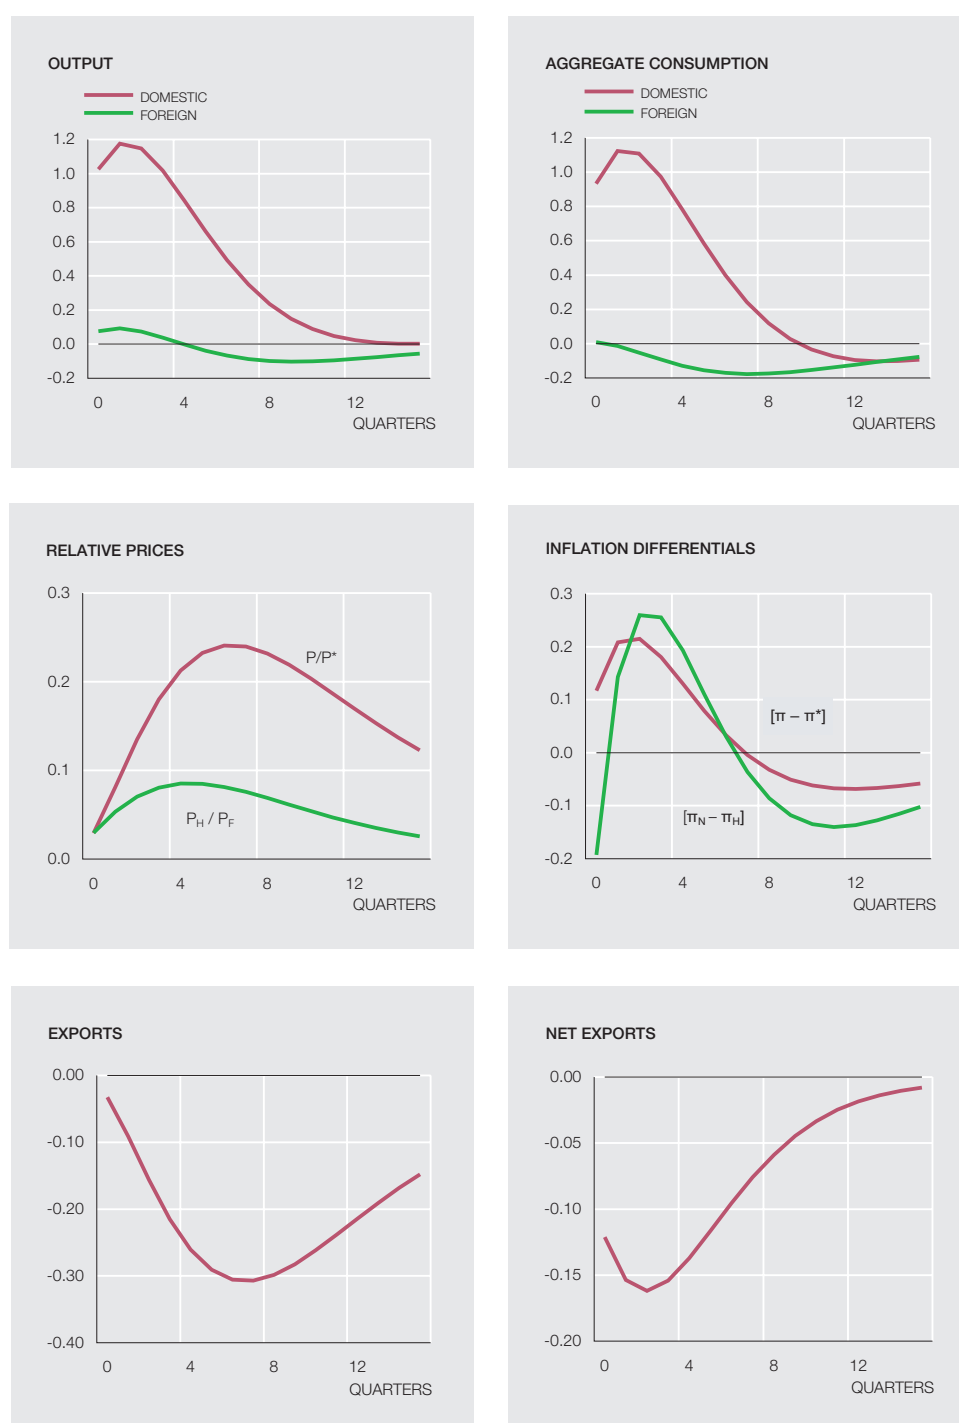 OUTPUT
DOMESTIC
FOREIGN
1.2
1.0
0.8
0.6
0.4
0.2
0.0
-0.2
0 4 8 12
QUARTERS
AGGREGATE CONSUMPTION
DOMESTIC
FOREIGN
1.2
1.0
0.8
0.6
0.4
0.2
0.0
-0.2
0 4 8 12
QUARTERS
RELATIVE PRICES
0.3
0.2
0.1
0.0
P/P*
P_H / P_F
0 4 8 12
QUARTERS
INFLATION DIFFERENTIALS
0.3
0.2
0.1
0.0
-0.1
-0.2
[π – π*]
[π_N – π_H]
0 4 8 12
QUARTERS
EXPORTS
0.00
-0.10
-0.20
-0.30
-0.40
0 4 8 12
QUARTERS
NET EXPORTS
0.00
-0.05
-0.10
-0.15
-0.20
0 4 8 12
QUARTERS